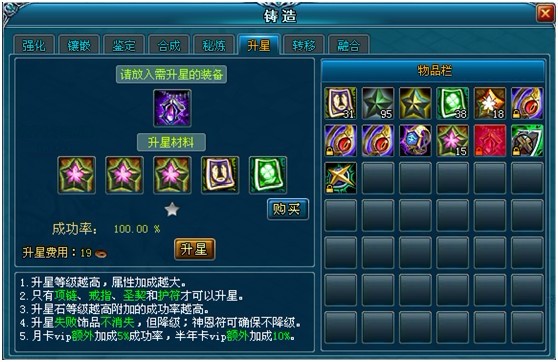 铸造
强化 镶嵌 鉴定 合成 秘炼 升星 转移 融合
请放入需升星的装备
物品栏
31 95 38 18
升星材料
15
购买
成功率： 100.00 %
升星费用：19
升星
1.升星等级越高，属性加成越大。
2.只有项链、戒指、圣契和护符才可以升星。
3.升星石等级越高附加的成功率越高。
4.升星失败饰品不消失，但降级；神恩符可确保不降级。
5.月卡vip额外加成5%成功率，半年卡vip额外加成10%。